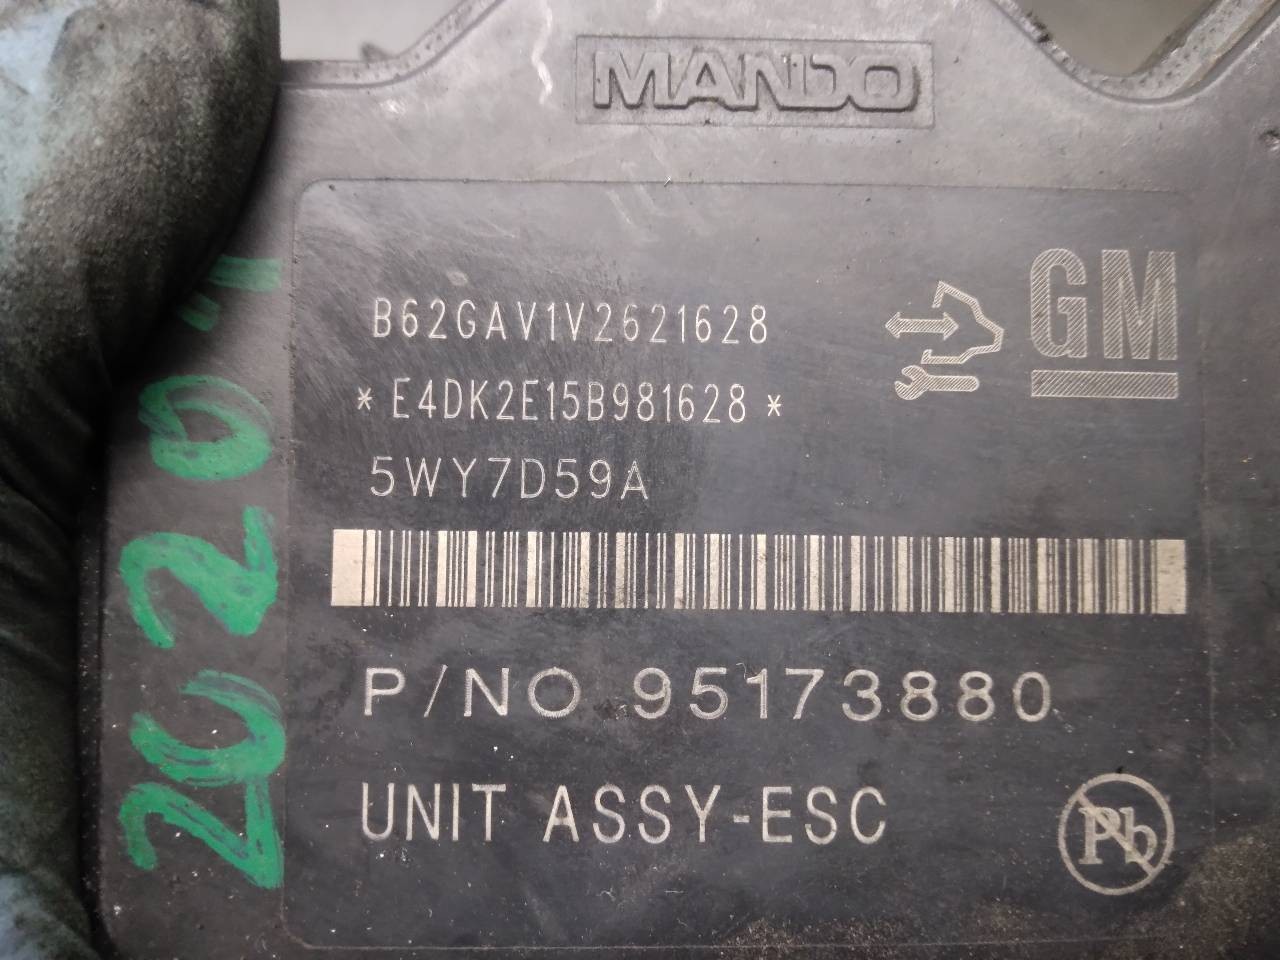 MANDO
GM
B62GAV1V2621628
*E4DK2E15B981628*
5WY7D59A
P/NO 95173880
UNIT ASSY-ESC
Pb